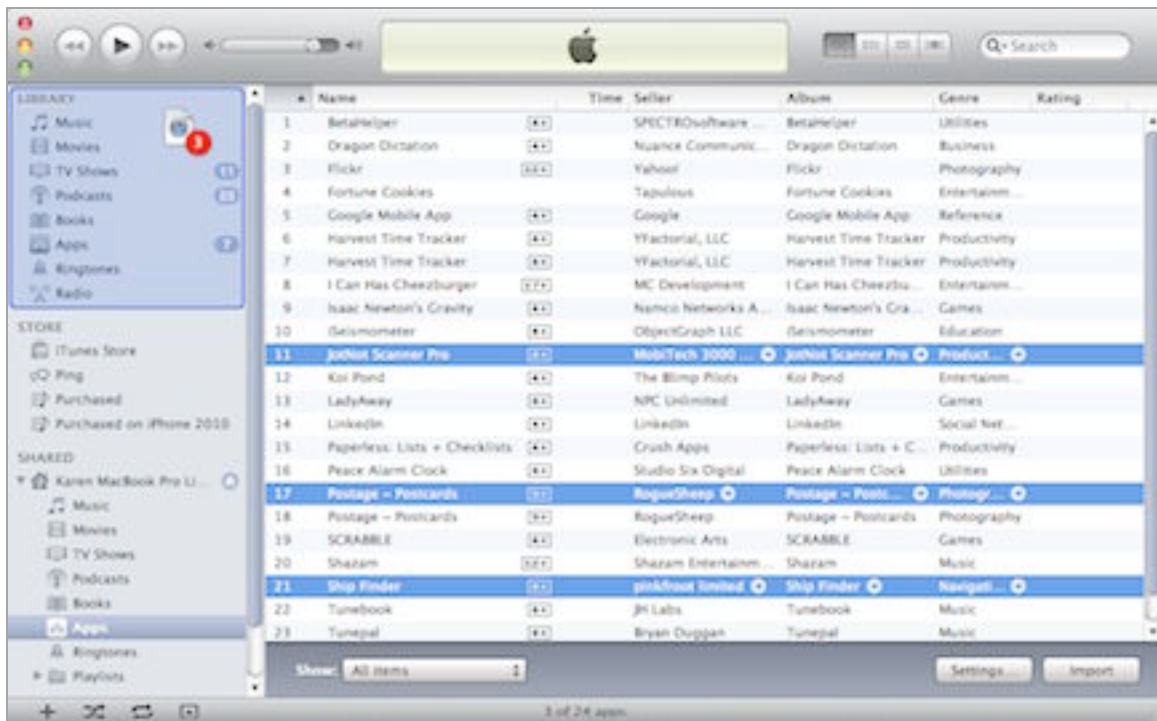 Search
LIBRARY
Music
Movies
TV Shows
Podcasts
Books
Apps
Ringtones
Radio
3
STORE
iTunes Store
Ping
Purchased
Purchased on iPhone 2010
SHARED
Karen MacBook Pro Li...
Music
Movies
TV Shows
Podcasts
Books
Apps
Ringtones
Playlists
Name Time Seller Album Genre Rating
1 BetaHelper SPECTROsoftware ... BetaHelper Utilities
2 Dragon Dictation Nuance Communic... Dragon Dictation Business
3 Flickr Yahoo! Flickr Photography
4 Fortune Cookies Tapulous Fortune Cookies Entertainm...
5 Google Mobile App Google Google Mobile App Reference
6 Harvest Time Tracker YFactorial, LLC Harvest Time Tracker Productivity
7 Harvest Time Tracker YFactorial, LLC Harvest Time Tracker Productivity
8 I Can Has Cheezburger MC Development I Can Has Cheezbu... Entertainm...
9 Isaac Newton's Gravity Namco Networks A... Isaac Newton's Gra... Games
10 iSeismometer ObjectGraph LLC iSeismometer Education
11 JotNot Scanner Pro MobiTech 3000 ... JotNot Scanner Pro Product...
12 Koi Pond The Blimp Pilots Koi Pond Entertainm...
13 LadyAway NPC Unlimited LadyAway Games
14 LinkedIn LinkedIn LinkedIn Social Net...
15 Paperless: Lists + Checklists Crush Apps Paperless: Lists + C... Productivity
16 Peace Alarm Clock Studio Six Digital Peace Alarm Clock Utilities
17 Postage ~ Postcards RogueSheep Postage ~ Postc... Photogr...
18 Postage ~ Postcards RogueSheep Postage ~ Postcards Photography
19 SCRABBLE Electronic Arts SCRABBLE Games
20 Shazam Shazam Entertainm... Shazam Music
21 Ship Finder pinkfroot limited Ship Finder Navigati...
22 Tunebook JH Labs Tunebook Music
23 Tunepal Bryan Duggan Tunepal Music
Show: All items Settings... Import
3 of 24 apps